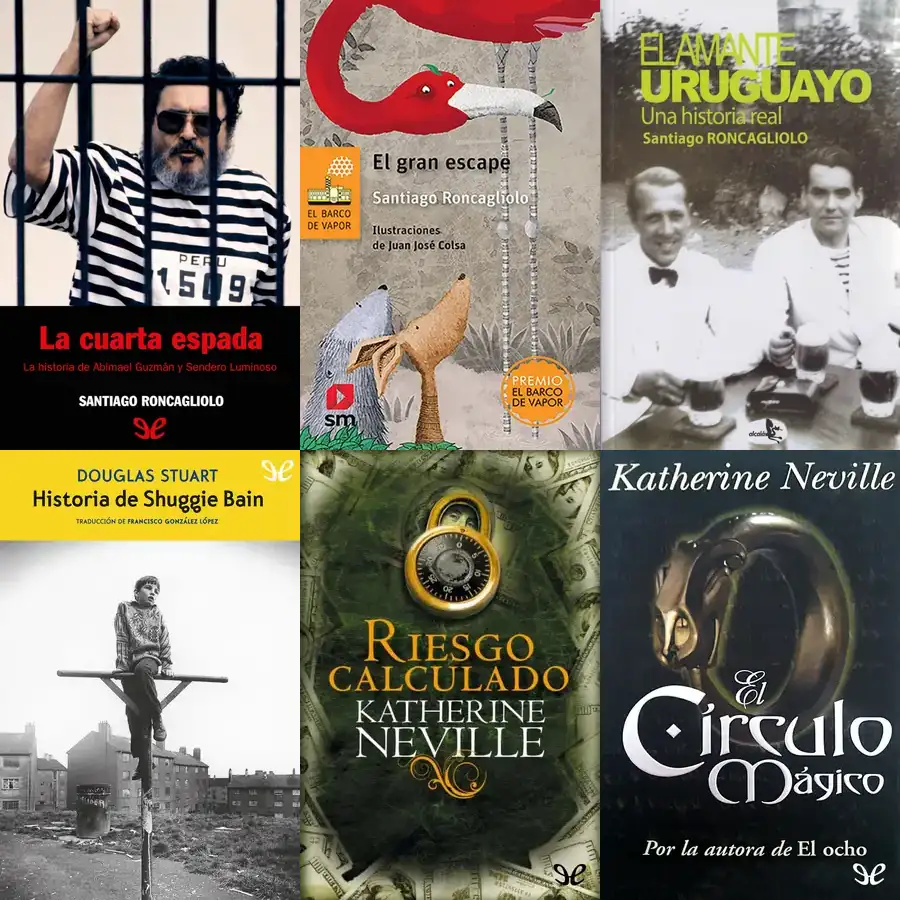 PERU
1509
La cuarta espada
La historia de Abimael Guzmán y Sendero Luminoso
SANTIAGO RONCAGLIOLO
El gran escape
Santiago Roncagliolo
Ilustraciones
de Juan José Colsa
EL BARCO
DE VAPOR
sm
PREMIO
EL BARCO
DE VAPOR
EL AMANTE
URUGUAYO
Una historia real
Santiago RONCAGLIOLO
alcalá
DOUGLAS STUART
Historia de Shuggie Bain
TRADUCCIÓN DE FRANCISCO GONZÁLEZ LÓPEZ
RIESGO
CALCULADO
KATHERINE
NEVILLE
Katherine Neville
El
Círculo
Mágico
Por la autora de El ocho